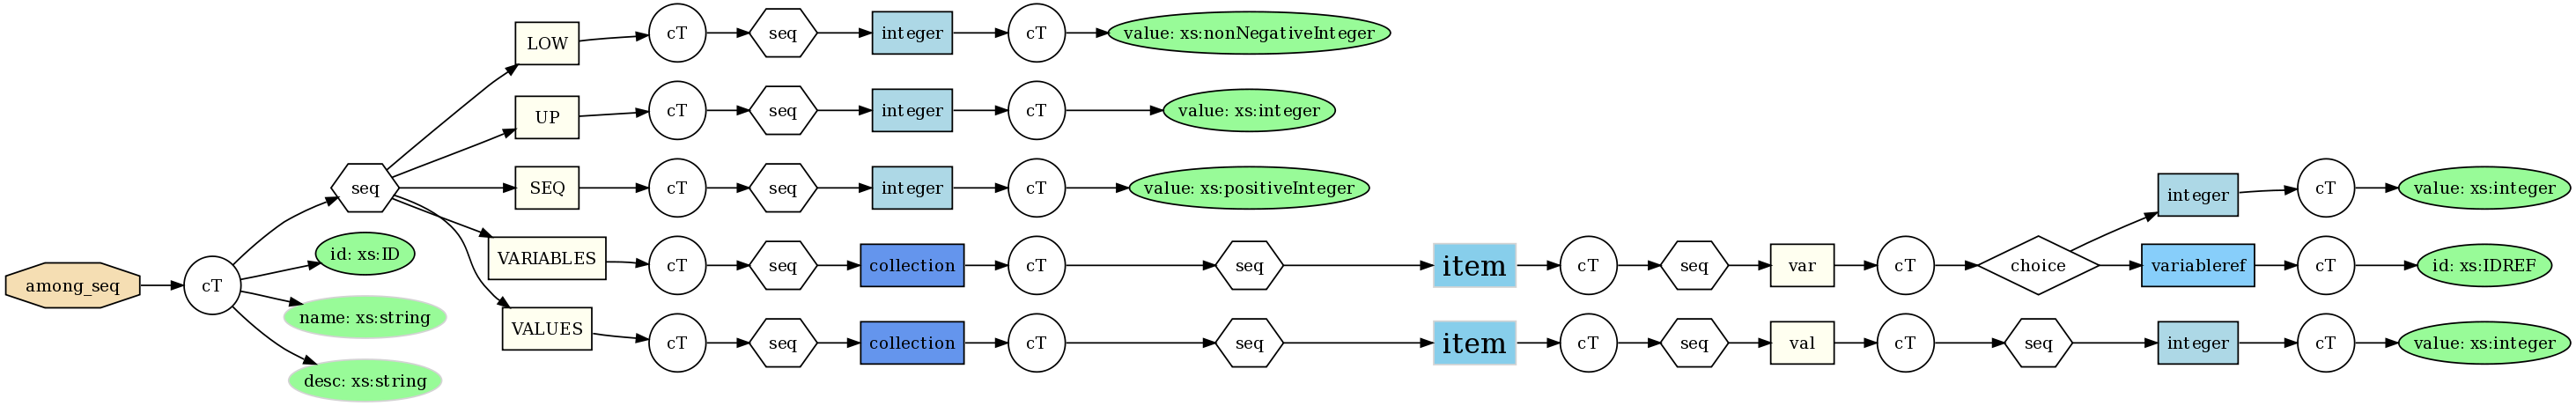 among_seq
cT
seq
id: xs:ID
name: xs:string
desc: xs:string
LOW
cT
seq
integer
cT
value: xs:nonNegativeInteger
UP
cT
seq
integer
cT
value: xs:integer
SEQ
cT
seq
integer
cT
value: xs:positiveInteger
VARIABLES
cT
seq
collection
cT
seq
item
cT
seq
var
cT
choice
integer
cT
value: xs:integer
variableref
cT
id: xs:IDREF
VALUES
cT
seq
collection
cT
seq
item
cT
seq
val
cT
seq
integer
cT
value: xs:integer